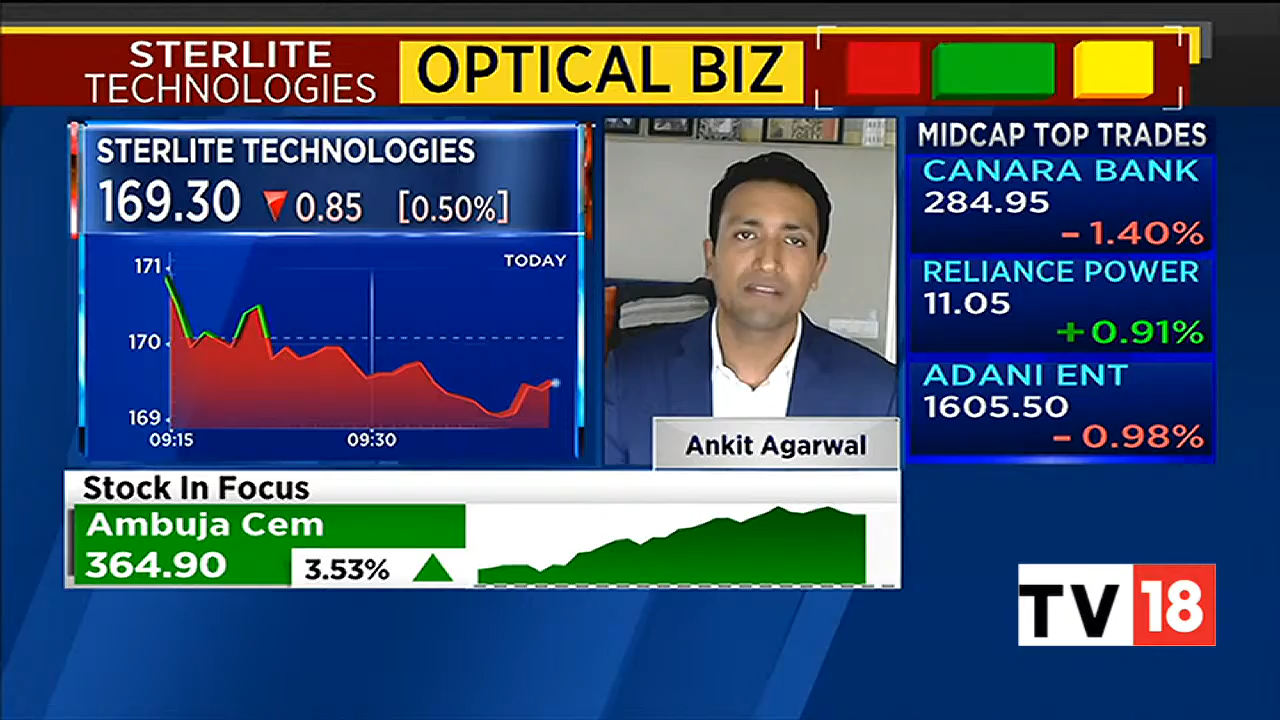 STERLITE
TECHNOLOGIES
OPTICAL BIZ
STERLITE TECHNOLOGIES
169.30 ▼ 0.85 [0.50%]
TODAY
171
170
169
09:15 09:30
Ankit Agarwal
MIDCAP TOP TRADES
CANARA BANK
284.95
- 1.40%
RELIANCE POWER
11.05
+ 0.91%
ADANI ENT
1605.50
- 0.98%
Stock In Focus
Ambuja Cem
364.90 3.53% ▲
TV18